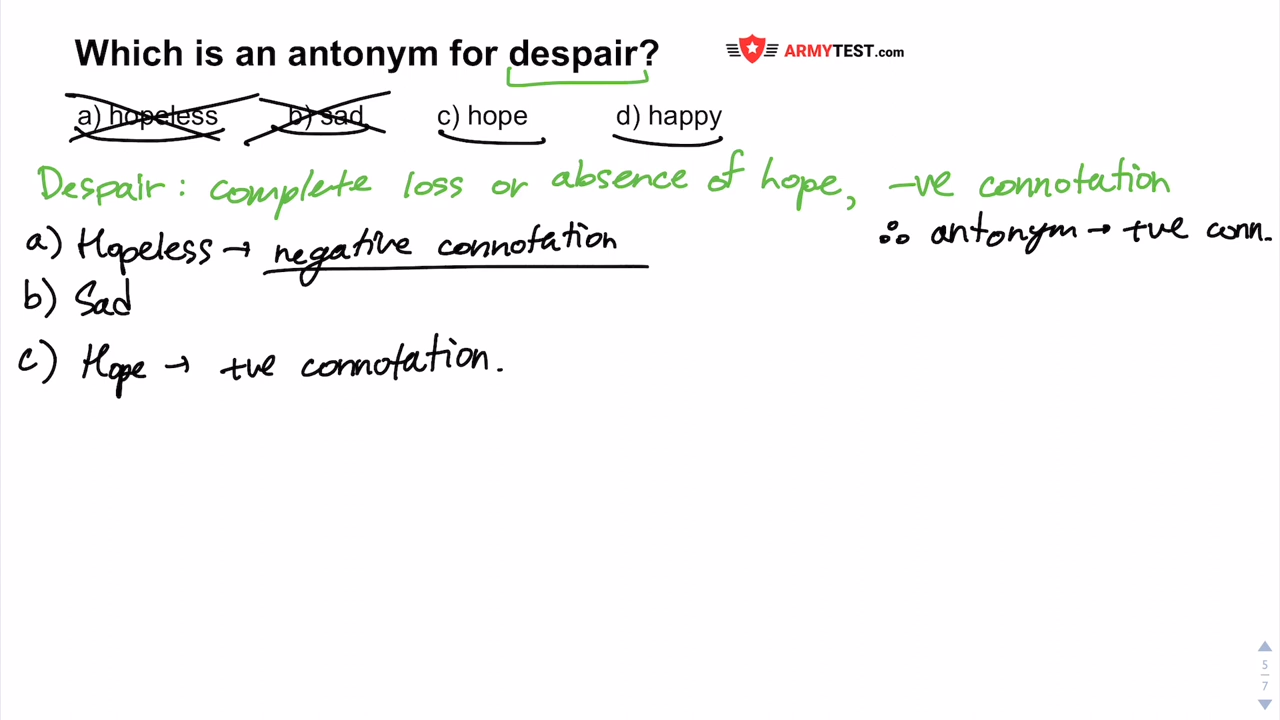 Which is an antonym for despair?
ARMYTEST.com
a) hopeless b) sad c) hope d) happy
Despair: complete loss or absence of hope, -ve connotation
∴ antonym → +ve conn.
a) Hopeless → negative connotation
b) Sad
c) Hope → +ve connotation.
5
7